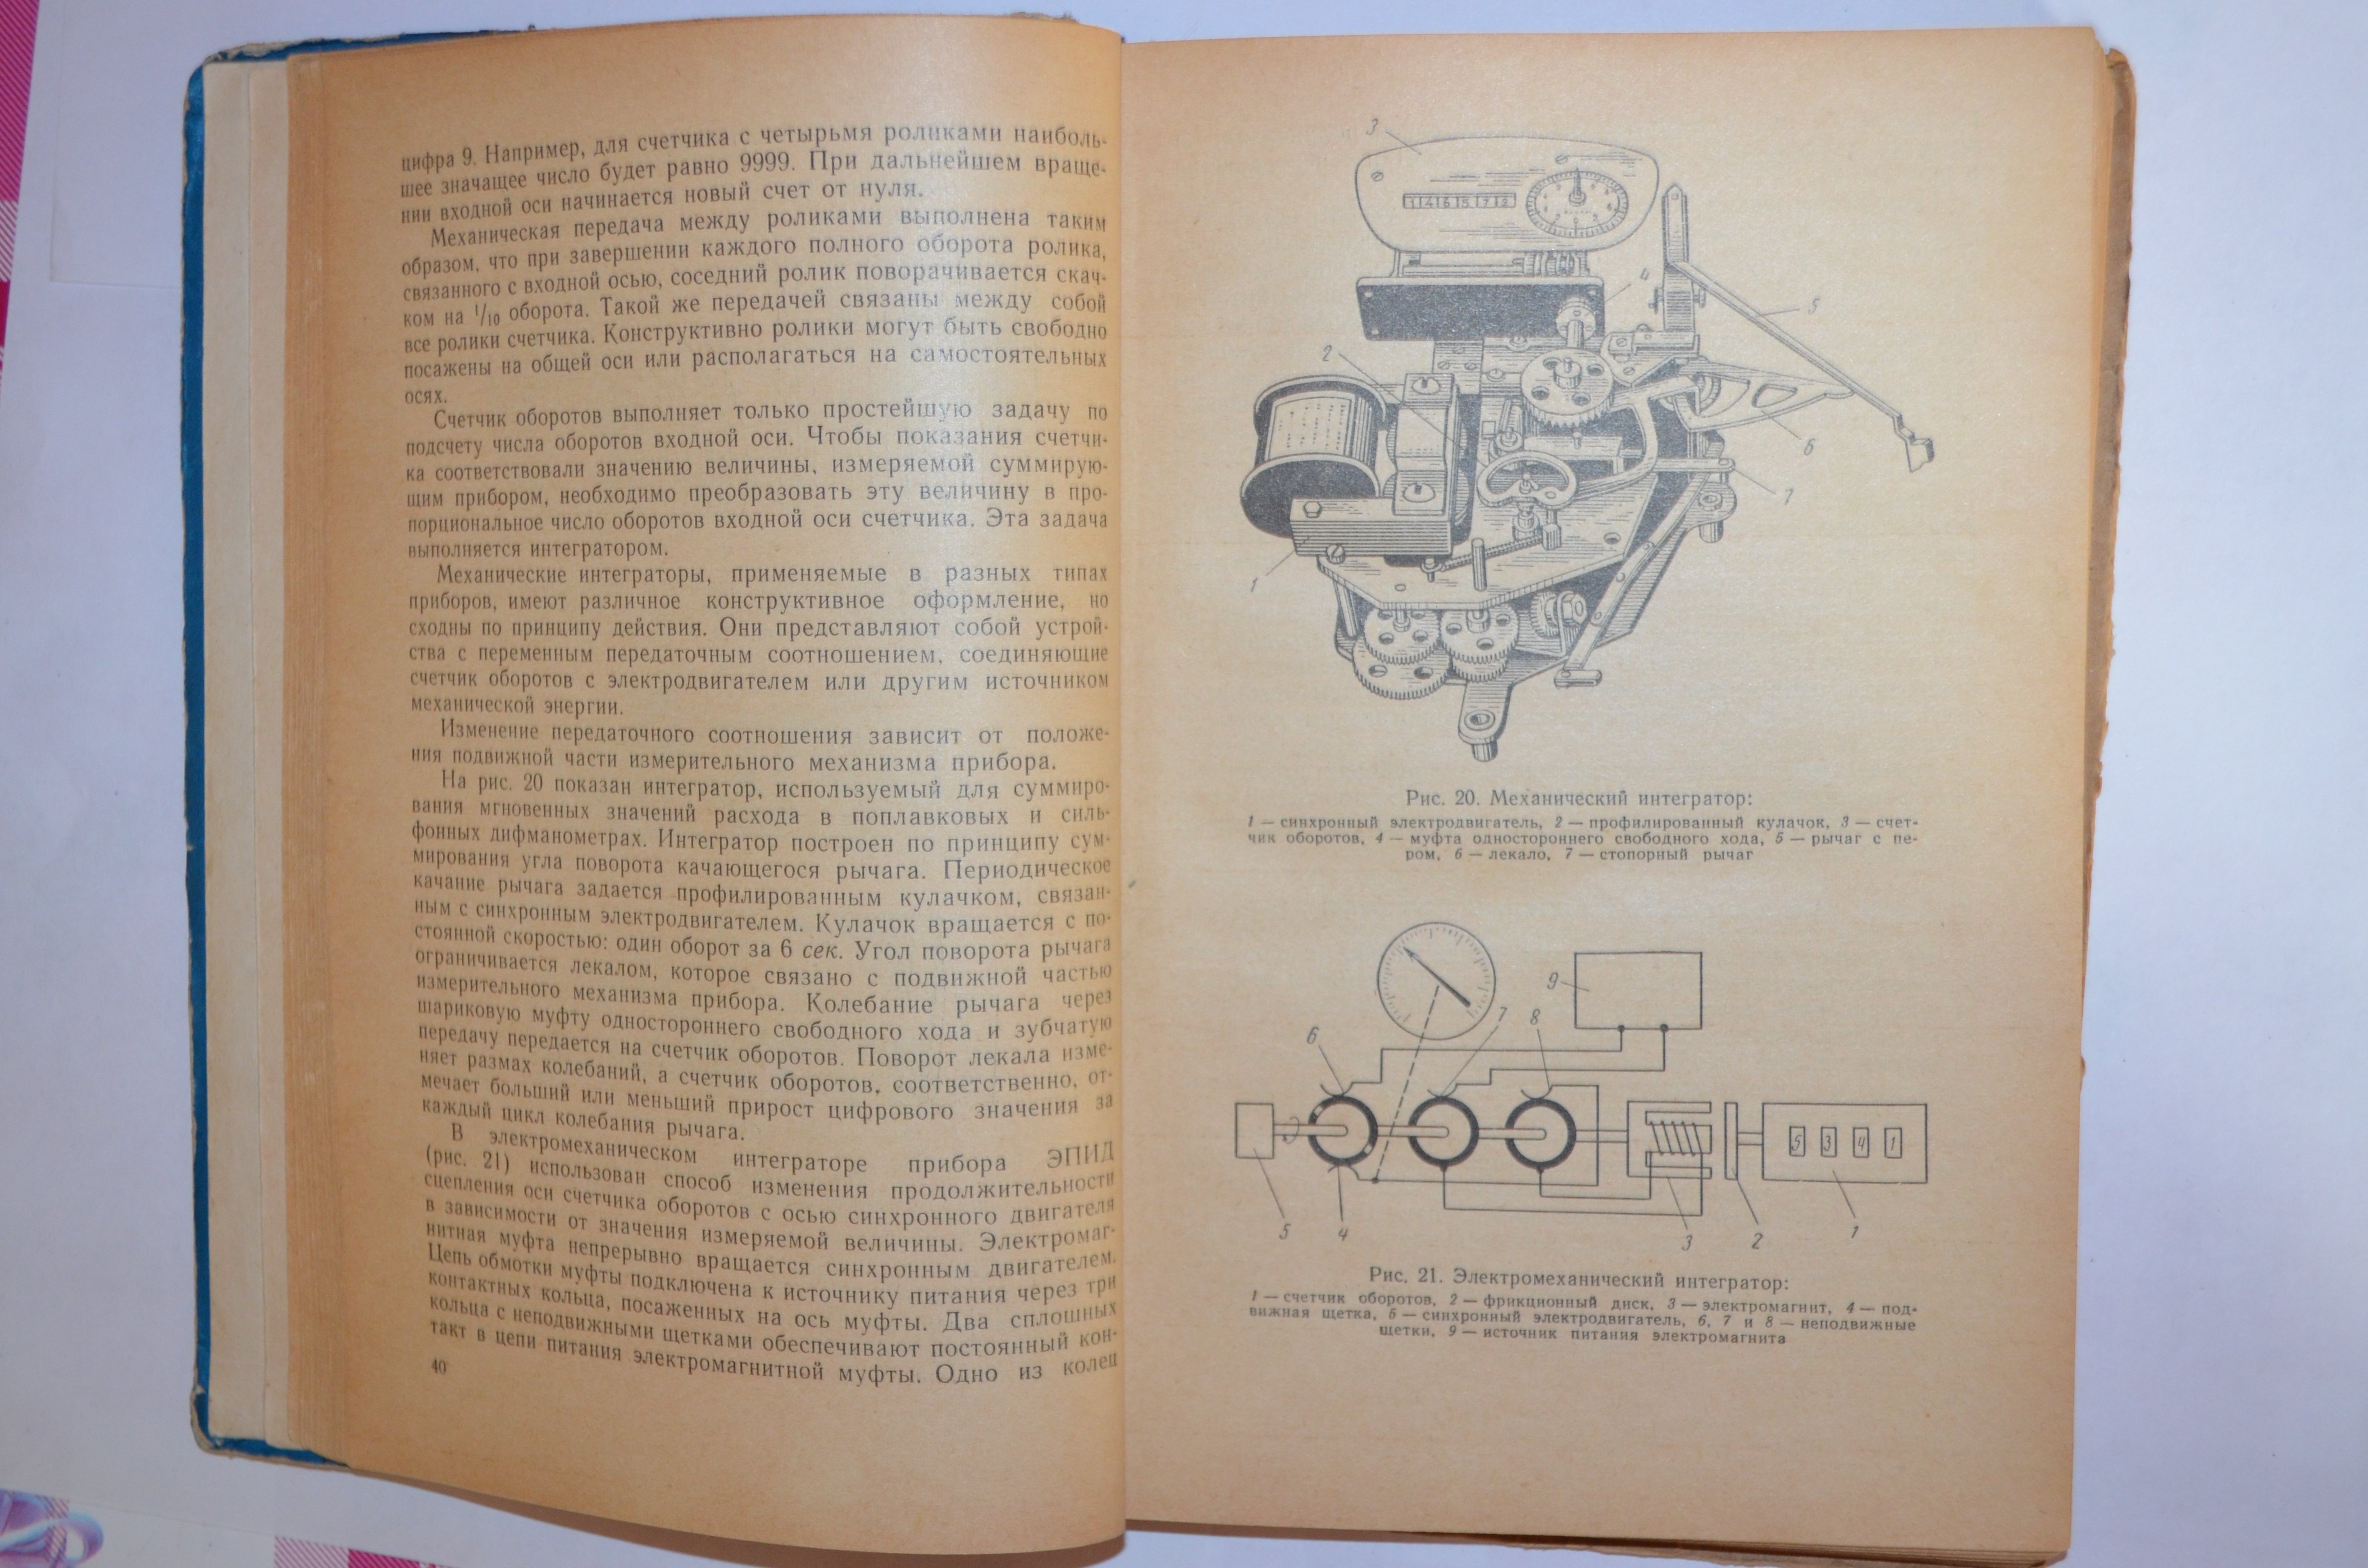 цифра 9. Например, для счетчика с четырьмя роликами наиболь-
шее значащее число будет равно 9999. При дальнейшем враще-
нии входной оси начинается новый счет от нуля.
Механическая передача между роликами выполнена таким
образом, что при завершении каждого полного оборота ролика,
связанного с входной осью, соседний ролик поворачивается скач-
ком на 1/10 оборота. Такой же передачей связаны между собой
все ролики счетчика. Конструктивно ролики могут быть свободно
посажены на общей оси или располагаться на самостоятельных
осях.
Счетчик оборотов выполняет только простейшую задачу по
подсчету числа оборотов входной оси. Чтобы показания счетчи-
ка соответствовали значению величины, измеряемой суммирую-
щим прибором, необходимо преобразовать эту величину в про-
порциональное число оборотов входной оси счетчика. Эта задача
выполняется интегратором.
Механические интеграторы, применяемые в разных типах
приборов, имеют различное конструктивное оформление, но
сходны по принципу действия. Они представляют собой устрой-
ства с переменным передаточным соотношением, соединяющие
счетчик оборотов с электродвигателем или другим источником
механической энергии.
Изменение передаточного соотношения зависит от положе-
ния подвижной части измерительного механизма прибора.
На рис. 20 показан интегратор, используемый для суммиро-
вания мгновенных значений расхода в поплавковых и силь-
фонных дифманометрах. Интегратор построен по принципу сум-
мирования угла поворота качающегося рычага. Периодическое
качание рычага задается профилированным кулачком, связан-
ным с синхронным электродвигателем. Кулачок вращается с по-
стоянной скоростью: один оборот за 6 сек. Угол поворота рычага
ограничивается лекалом, которое связано с подвижной частью
измерительного механизма прибора. Колебание рычага через
шариковую муфту одностороннего свободного хода и зубчатую
передачу передается на счетчик оборотов. Поворот лекала изме-
няет размах колебаний, а счетчик оборотов, соответственно, от-
мечает больший или меньший прирост цифрового значения за
каждый цикл колебания рычага.
В электромеханическом интеграторе прибора ЭПИД
(рис. 21) использован способ изменения продолжительности
сцепления оси счетчика оборотов с осью синхронного двигателя
в зависимости от значения измеряемой величины. Электромаг-
нитная муфта непрерывно вращается синхронным двигателем.
Цепь обмотки муфты подключена к источнику питания через три
контактных кольца, посаженных на ось муфты. Два сплошных
кольца с неподвижными щетками обеспечивают постоянный кон-
такт в цепи питания электромагнитной муфты. Одно из колец
40
3
4
5
2
6
7
1
Рис. 20. Механический интегратор:
1 — синхронный электродвигатель, 2 — профилированный кулачок, 3 — счет-
чик оборотов, 4 — муфта одностороннего свободного хода, 5 — рычаг с пе-
ром, 6 — лекало, 7 — стопорный рычаг
9
6
7
8
5 3 4 1
5
4
3
2
1
Рис. 21. Электромеханический интегратор:
1 — счетчик оборотов, 2 — фрикционный диск, 3 — электромагнит, 4 — под-
вижная щетка, 5 — синхронный электродвигатель, 6, 7 и 8 — неподвижные
щетки, 9 — источник питания электромагнита